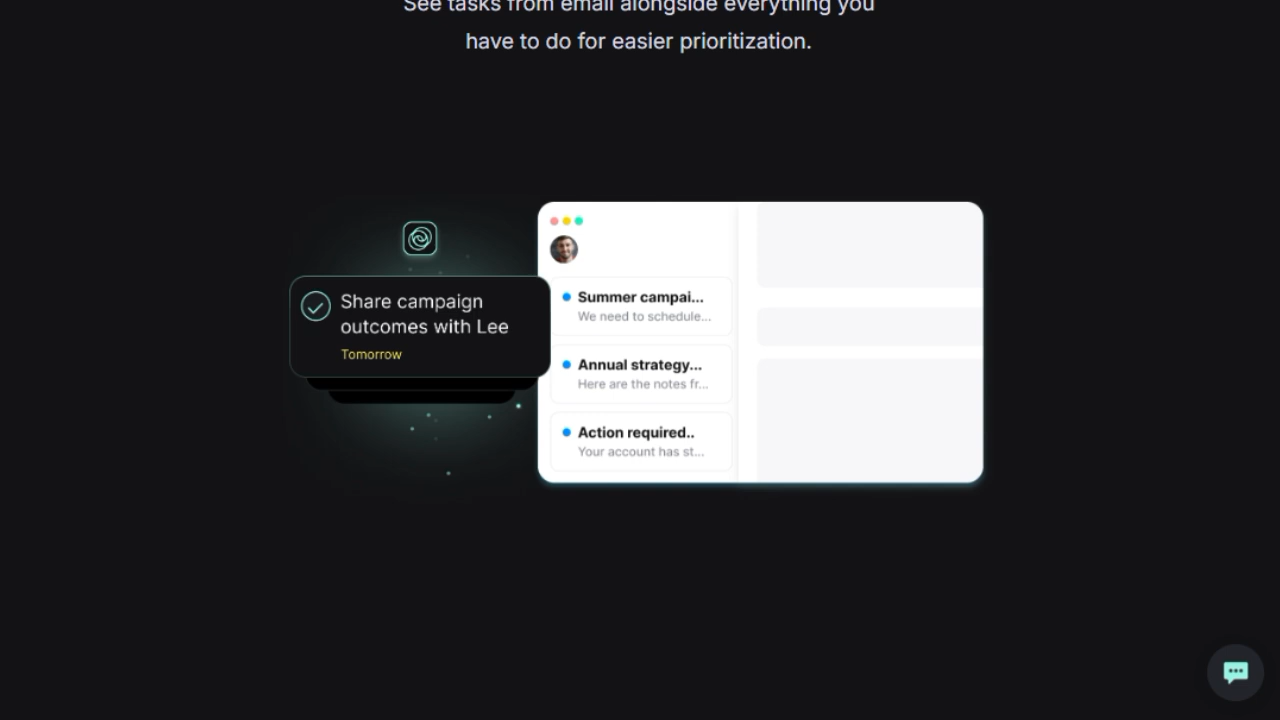 See tasks from email alongside everything you
have to do for easier prioritization.
Share campaign
outcomes with Lee
Tomorrow
Summer campai...
We need to schedule...
Annual strategy...
Here are the notes fr...
Action required..
Your account has st...